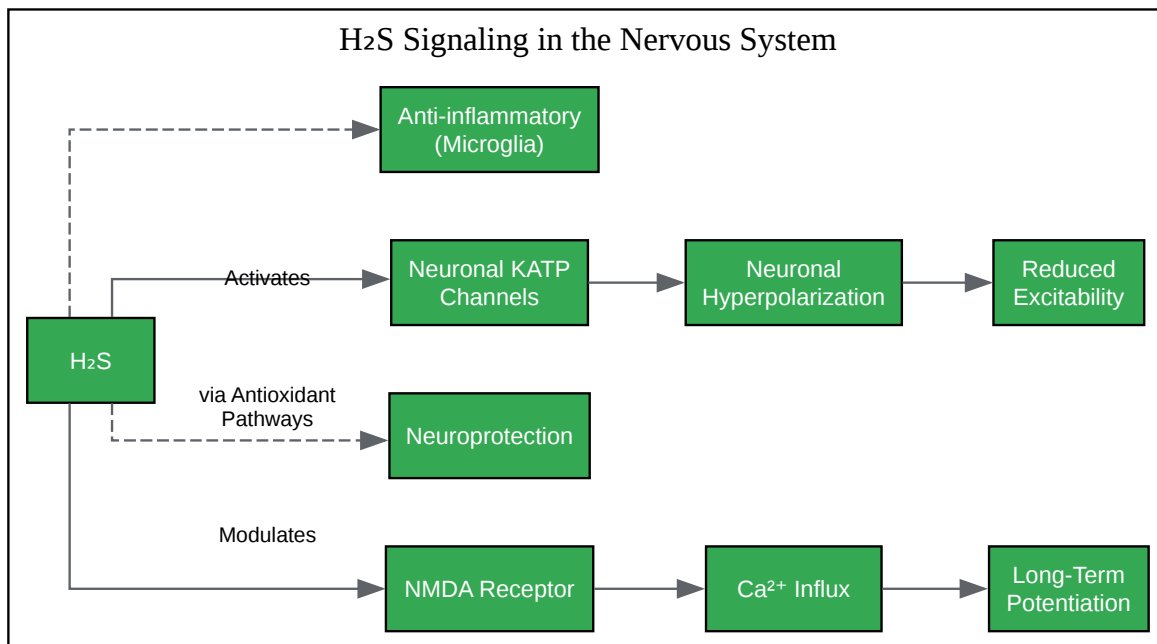 H₂S Signaling in the Nervous System
Anti-inflammatory
(Microglia)
Activates
Neuronal KATP
Channels
Neuronal
Hyperpolarization
Reduced
Excitability
H₂S
via Antioxidant
Pathways
Neuroprotection
Modulates
NMDA Receptor
Ca²⁺ Influx
Long-Term
Potentiation